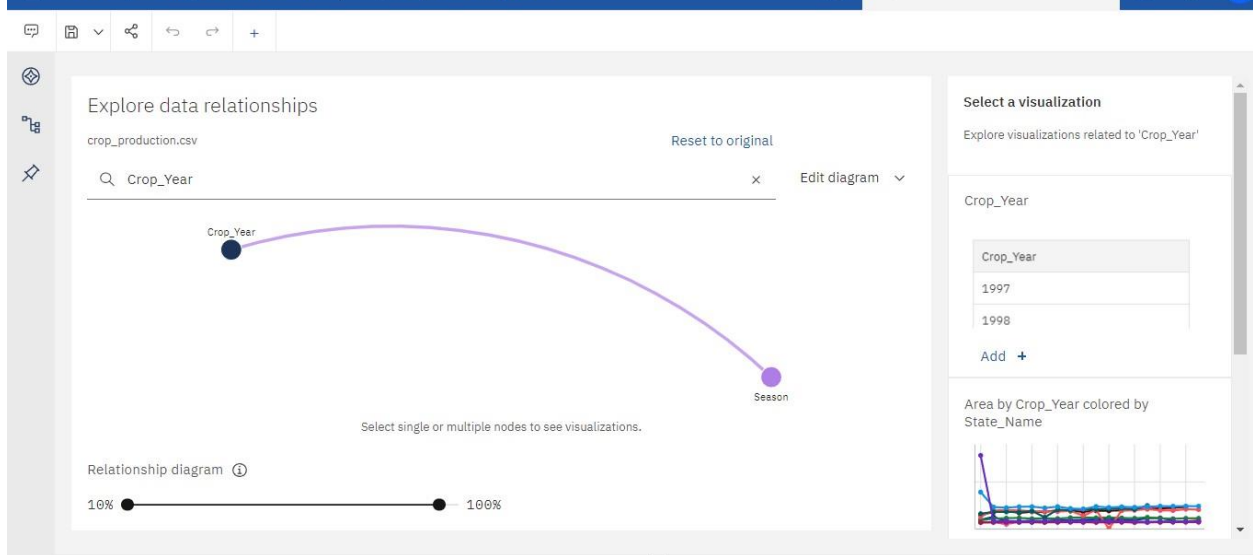 Explore data relationships
crop_production.csv
Reset to original
Crop_Year
Edit diagram
Crop_Year
Season
Select single or multiple nodes to see visualizations.
Relationship diagram
10% 100%
Select a visualization
Explore visualizations related to 'Crop_Year'
Crop_Year
Crop_Year
1997
1998
Add +
Area by Crop_Year colored by
State_Name